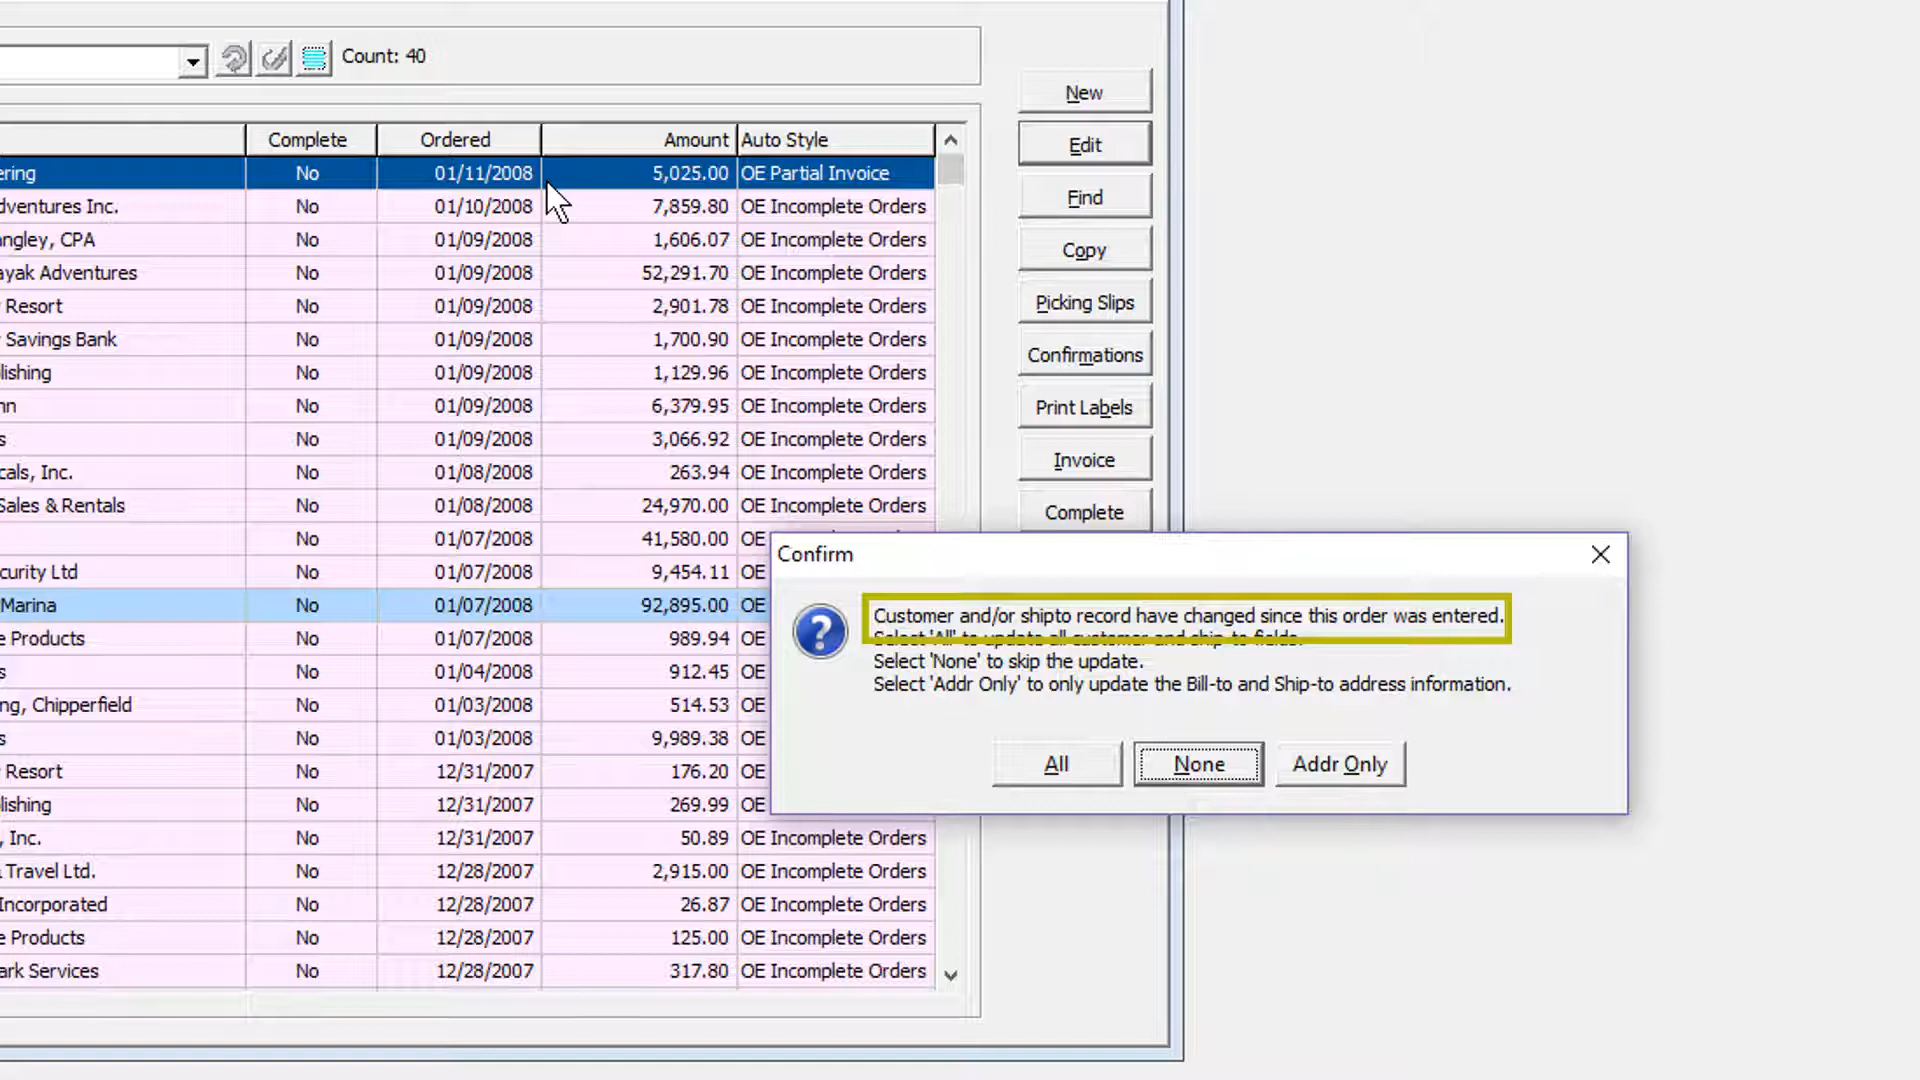 Count: 40
New
Complete Ordered Amount Auto Style
Edit
ering No 01/11/2008 5,025.00 OE Partial Invoice
Find
dventures Inc. No 01/10/2008 7,859.80 OE Incomplete Orders
angley, CPA No 01/09/2008 1,606.07 OE Incomplete Orders
Copy
ayak Adventures No 01/09/2008 52,291.70 OE Incomplete Orders
Picking Slips
Resort No 01/09/2008 2,901.78 OE Incomplete Orders
Savings Bank No 01/09/2008 1,700.90 OE Incomplete Orders
Confirmations
lishing No 01/09/2008 1,129.96 OE Incomplete Orders
nn No 01/09/2008 6,379.95 OE Incomplete Orders
Print Labels
s No 01/09/2008 3,066.92 OE Incomplete Orders
Invoice
cals, Inc. No 01/08/2008 263.94 OE Incomplete Orders
Sales & Rentals No 01/08/2008 24,970.00 OE Incomplete Orders
Complete
No 01/07/2008 41,580.00 OE
curity Ltd No 01/07/2008 9,454.11 OE
Marina No 01/07/2008 92,895.00 OE
e Products No 01/07/2008 989.94 OE
s No 01/04/2008 912.45 OE
ng, Chipperfield No 01/03/2008 514.53 OE
s No 01/03/2008 9,989.38 OE
Resort No 12/31/2007 176.20 OE
lishing No 12/31/2007 269.99 OE
, Inc. No 12/31/2007 50.89 OE Incomplete Orders
Travel Ltd. No 12/28/2007 2,915.00 OE Incomplete Orders
Incorporated No 12/28/2007 26.87 OE Incomplete Orders
e Products No 12/28/2007 125.00 OE Incomplete Orders
ark Services No 12/28/2007 317.80 OE Incomplete Orders
Confirm
Customer and/or shipto record have changed since this order was entered.
Select 'All' to update all customer and ship-to fields.
Select 'None' to skip the update.
Select 'Addr Only' to only update the Bill-to and Ship-to address information.
All None Addr Only